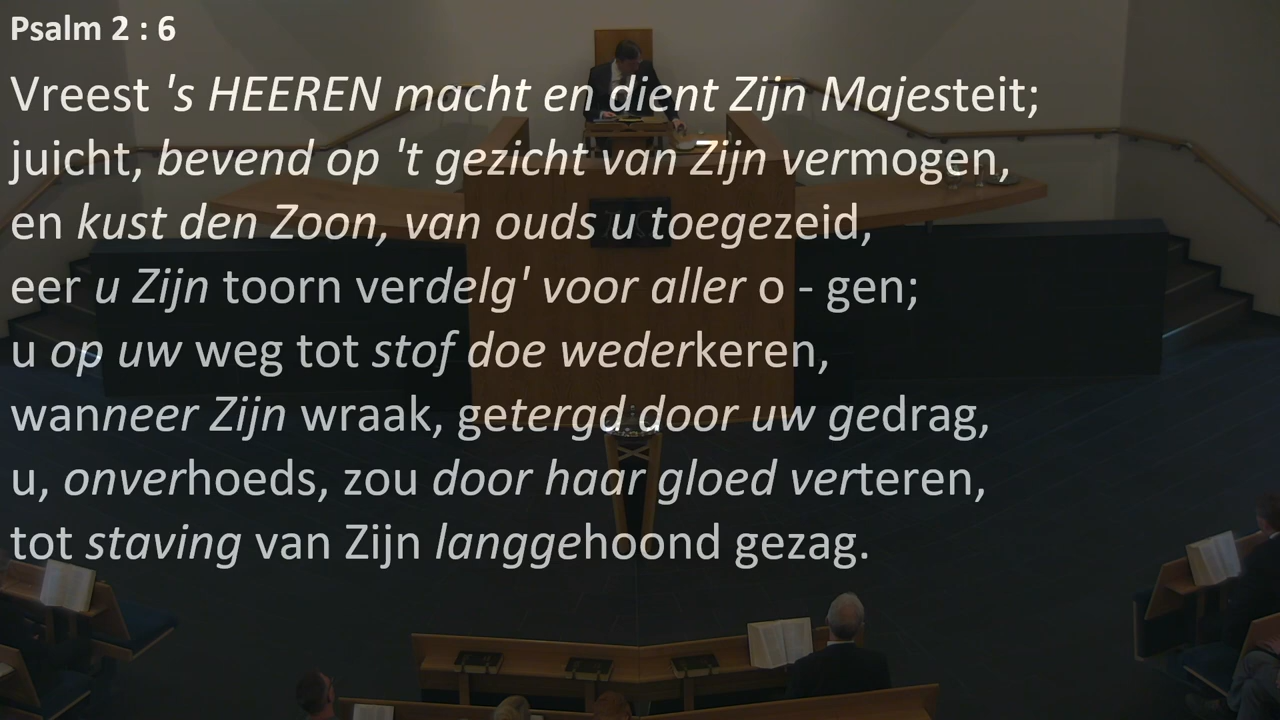 Psalm 2 : 6
Vreest 's HEEREN macht en dient Zijn Majesteit;
juicht, bevend op 't gezicht van Zijn vermogen,
en kust den Zoon, van ouds u toegezeid,
eer u Zijn toorn verdelg' voor aller o - gen;
u op uw weg tot stof doe wederkeren,
wanneer Zijn wraak, getergd door uw gedrag,
u, onverhoeds, zou door haar gloed verteren,
tot staving van Zijn langgehoond gezag.